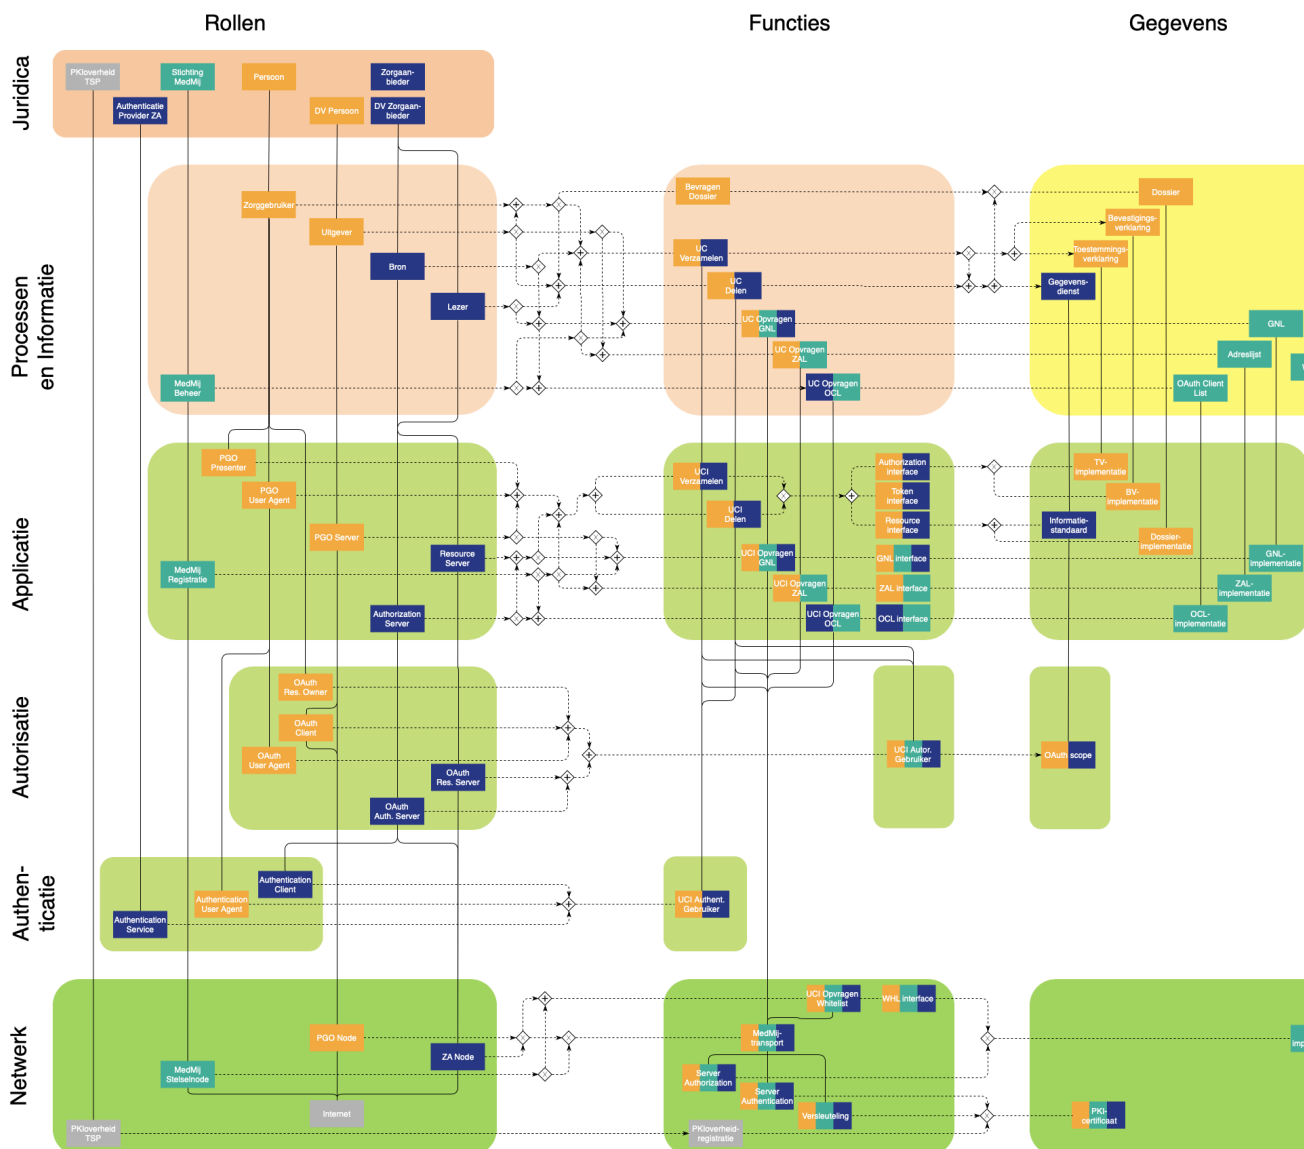 Rollen
Functies
Gegevens
Juridica
PKIoverheid
TSP
Stichting
MedMij
Persoon
Zorgaan-
bieder
Authenticatie
Provider ZA
DV Persoon
DV Zorgaan-
bieder
Processen
en Informatie
Zorggebruiker
Uitgever
Bron
Lezer
MedMij
Beheer
Bevragen
Dossier
UC
Verzamelen
UC
Delen
UC Opvragen
GNL
UC Opvragen
ZAL
UC Opvragen
OCL
Dossier
Bevestigings-
verklaring
Toestemmings-
verklaring
Gegevens-
dienst
GNL
Adreslijst
OAuth Client
List
Applicatie
PGO
Presenter
PGO
User Agent
PGO Server
Resource
Server
MedMij
Registratie
Authorization
Server
UCI
Verzamelen
UCI
Delen
UCI Opvragen
GNL
UCI Opvragen
ZAL
UCI Opvragen
OCL
Authorization
interface
Token
interface
Resource
interface
GNL interface
ZAL interface
OCL interface
TV-
implementatie
BV-
implementatie
Informatie-
standaard
Dossier-
implementatie
GNL-
implementatie
ZAL-
implementatie
OCL-
implementatie
Autorisatie
OAuth
Res. Owner
OAuth
Client
OAuth
User Agent
OAuth
Res. Server
OAuth
Auth. Server
UCI Autor.
Gebruiker
OAuth scope
Authen-
ticatie
Authentication
Client
Authentication
User Agent
Authentication
Service
UCI Authent.
Gebruiker
Netwerk
PGO Node
ZA Node
MedMij
Stelselnode
Internet
PKIoverheid
TSP
UCI Opvragen
Whitelist
WHL interface
MedMij-
transport
Server
Authorization
Server
Authentication
Versleuteling
PKIoverheid-
registratie
PKI-
certificaat